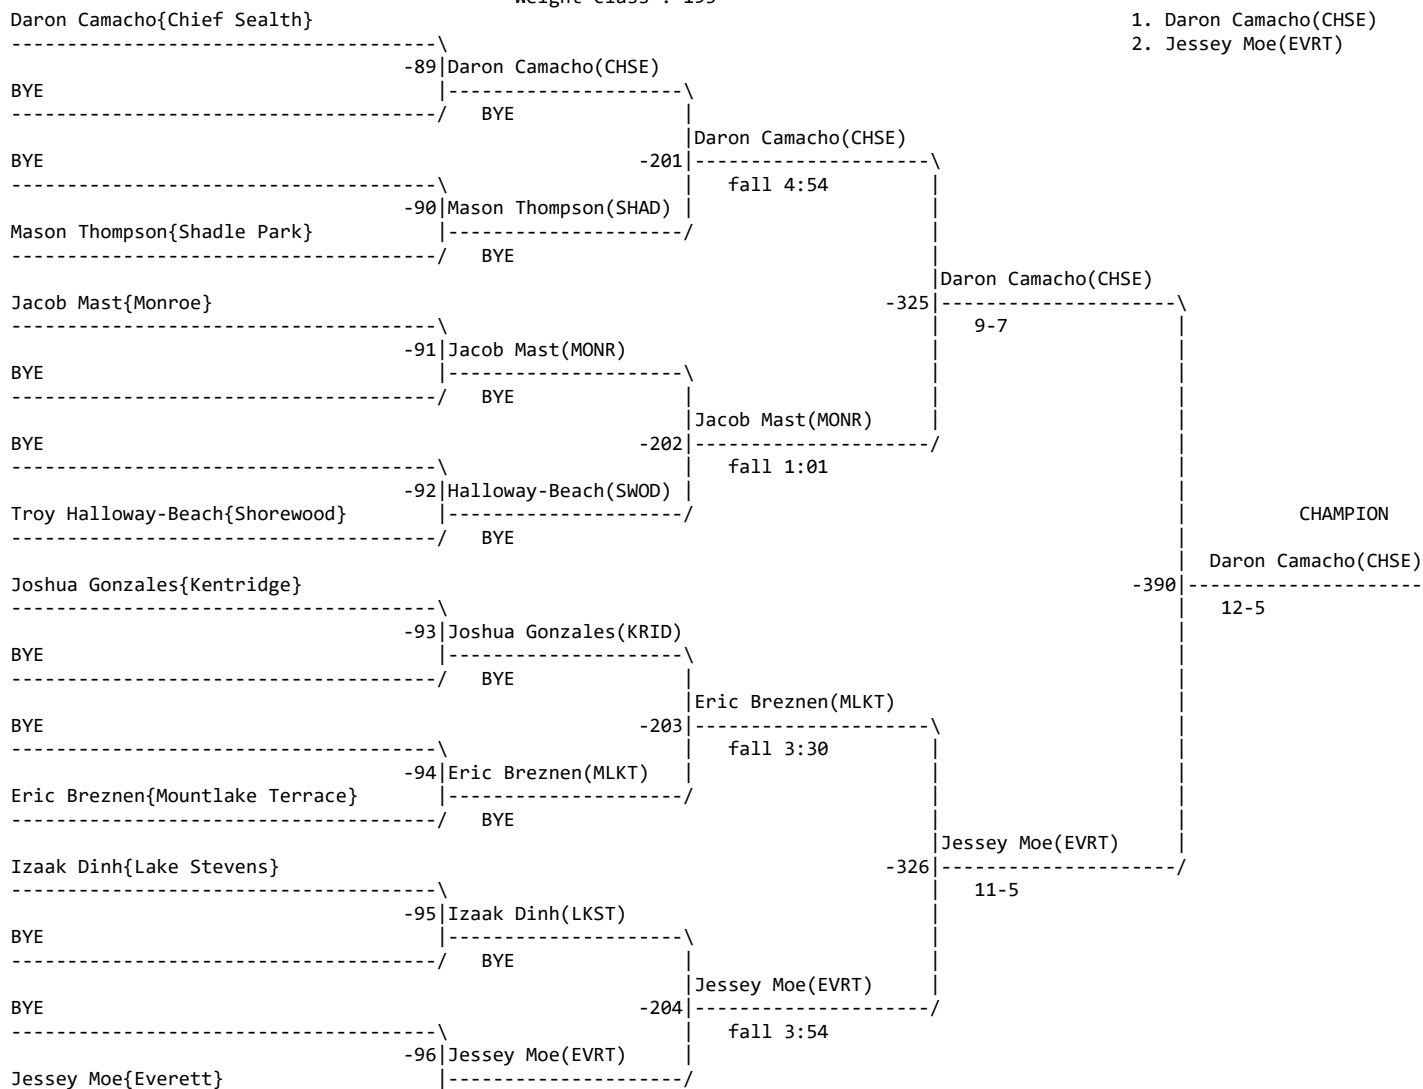 Weight Class : 195
Daron Camacho{Chief Sealth} 1. Daron Camacho(CHSE)
2. Jessey Moe(EVRT)
-89|Daron Camacho(CHSE)
BYE
BYE
Daron Camacho(CHSE)
BYE -201
fall 4:54
-90|Mason Thompson(SHAD)
Mason Thompson{Shadle Park}
BYE
Daron Camacho(CHSE)
Jacob Mast{Monroe} -325
9-7
-91|Jacob Mast(MONR)
BYE
BYE
Jacob Mast(MONR)
BYE -202
fall 1:01
-92|Halloway-Beach(SWOD)
Troy Halloway-Beach{Shorewood} CHAMPION
BYE
Daron Camacho(CHSE)
Joshua Gonzales{Kentridge} -390
12-5
-93|Joshua Gonzales(KRID)
BYE
BYE
Eric Breznen(MLKT)
BYE -203
fall 3:30
-94|Eric Breznen(MLKT)
Eric Breznen{Mountlake Terrace}
BYE
Jessey Moe(EVRT)
Izaak Dinh{Lake Stevens} -326
11-5
-95|Izaak Dinh(LKST)
BYE
BYE
Jessey Moe(EVRT)
BYE -204
fall 3:54
-96|Jessey Moe(EVRT)
Jessey Moe{Everett}